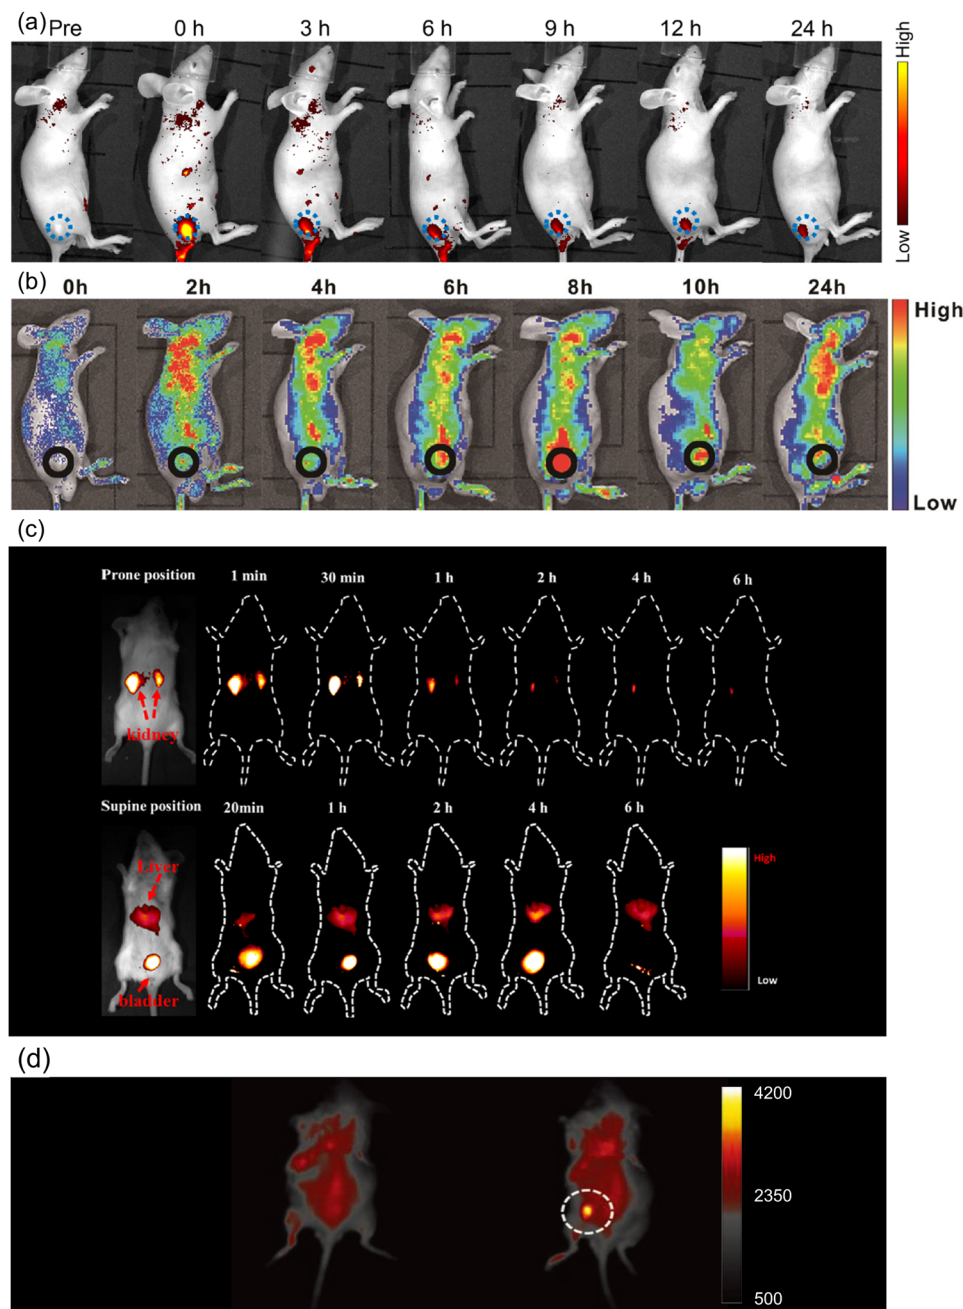 (a)
Pre 0 h 3 h 6 h 9 h 12 h 24 h
High
Low
(b)
0h 2h 4h 6h 8h 10h 24h
High
Low
(c)
Prone position 1 min 30 min 1 h 2 h 4 h 6 h
kidney
Supine position 20min 1 h 2 h 4 h 6 h
Liver
High
Low
bladder
(d)
4200
2350
500